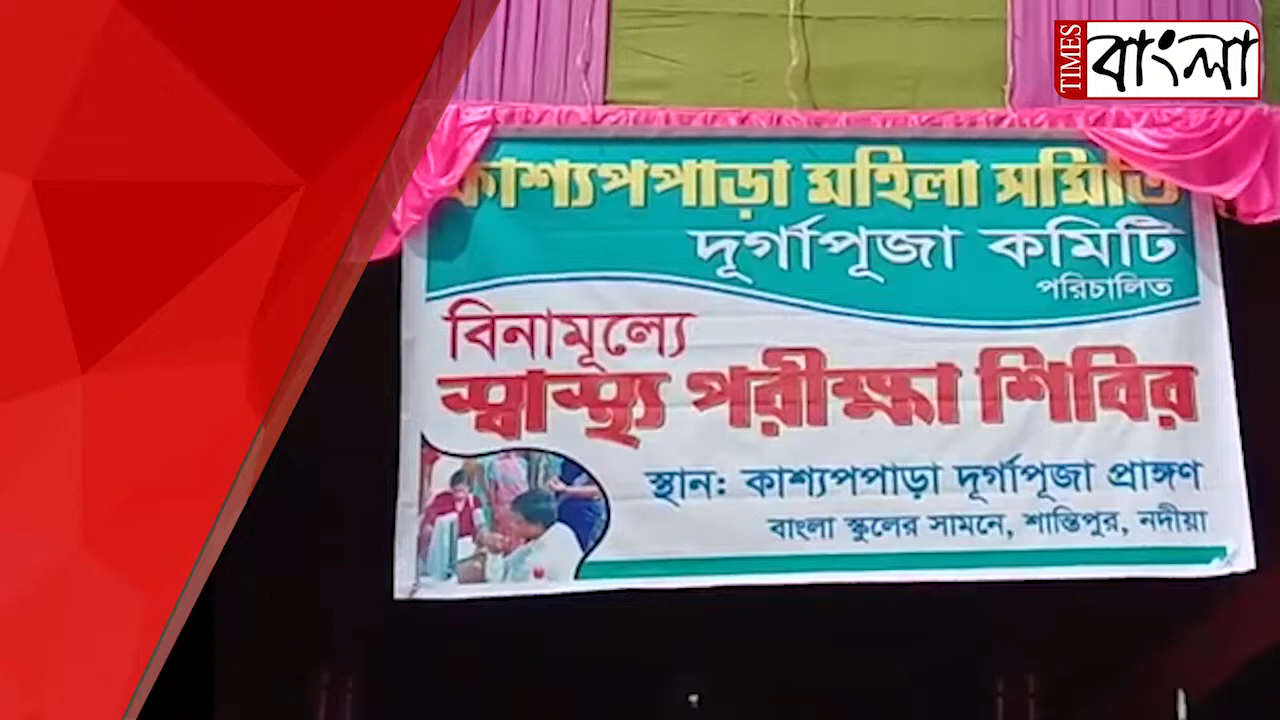 TIMES বাংলা
কাশ্যপপাড়া মহিলা সমিতি
দূর্গাপূজা কমিটি
পরিচালিত
বিনামূল্যে
স্বাস্থ্য পরীক্ষা শিবির
স্থান: কাশ্যপপাড়া দূর্গাপূজা প্রাঙ্গণ
বাংলা স্কুলের সামনে, শান্তিপুর, নদীয়া